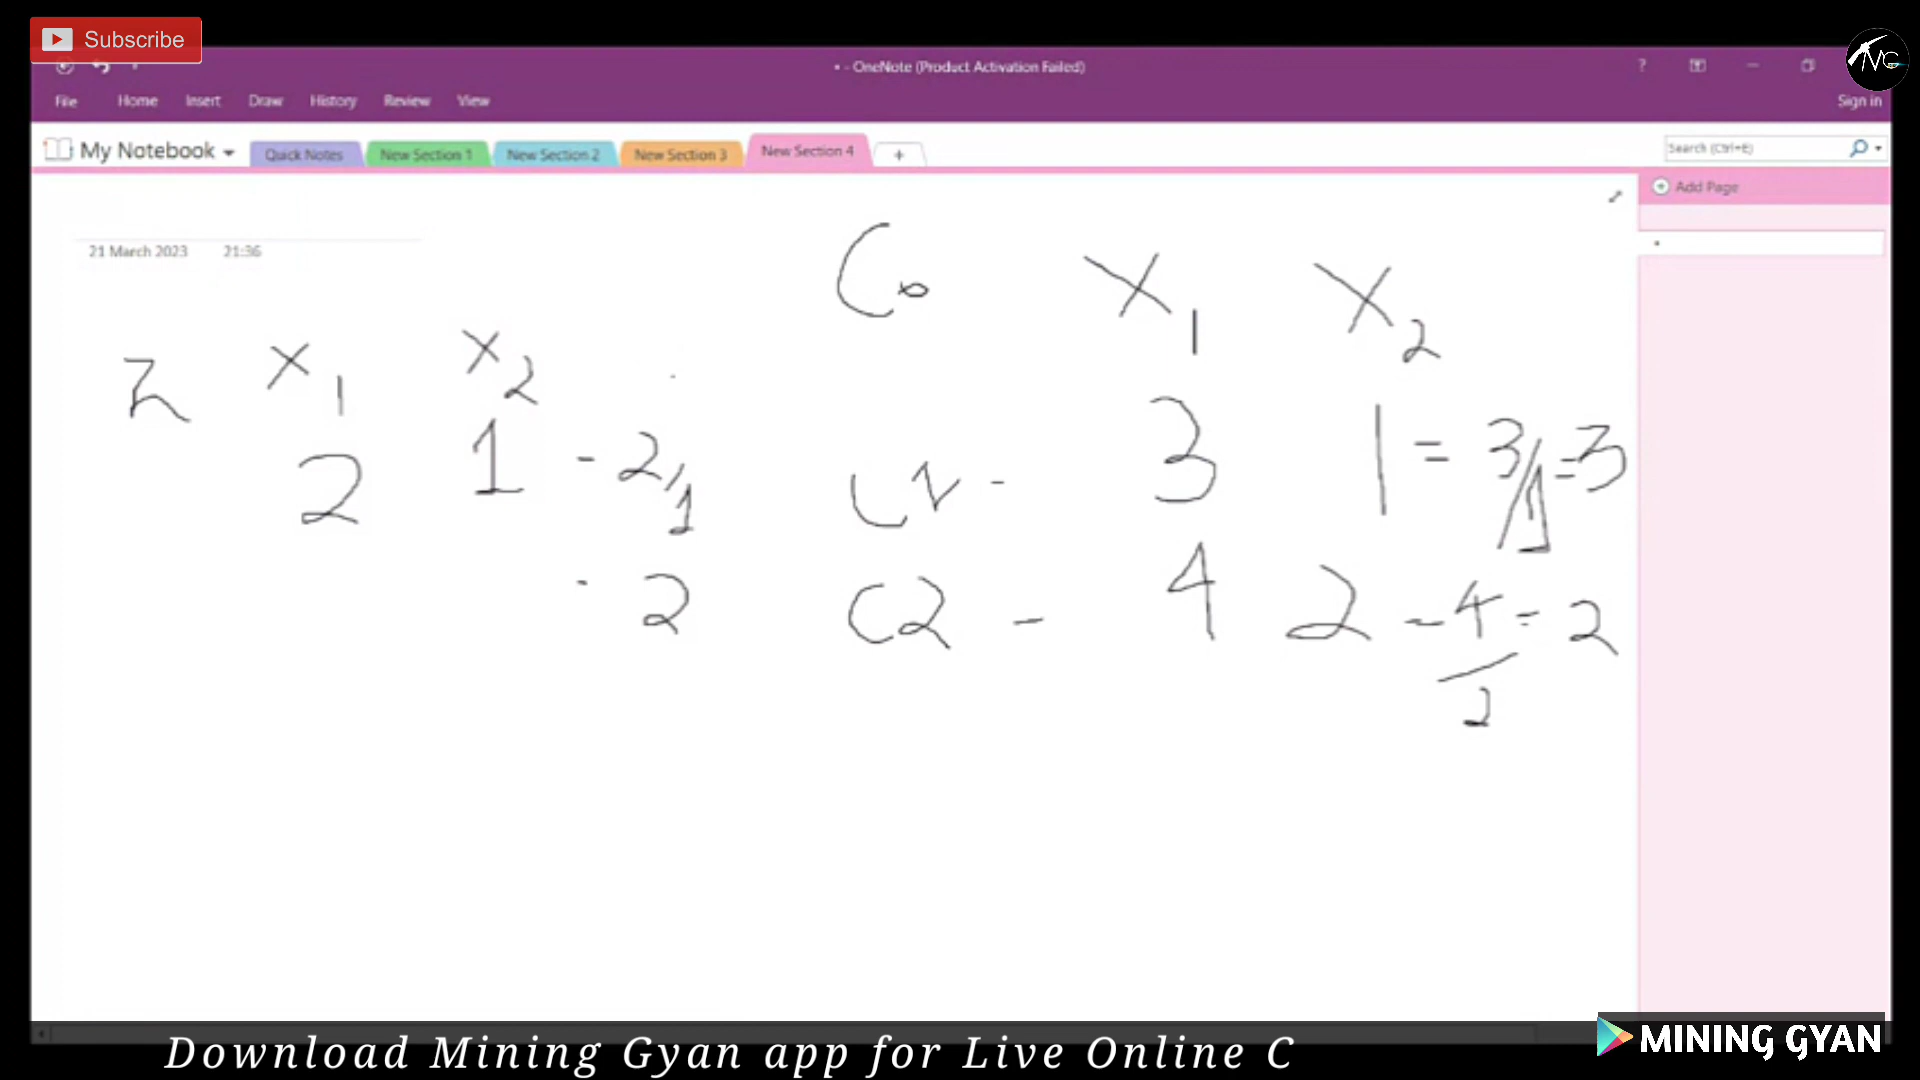 Subscribe
- OneNote (Product Activation Failed)
?
File Home Insert Draw History Review View
Sign in
My Notebook
Quick Notes New Section 1 New Section 2 New Section 3 New Section 4 +
Search (Ctrl+E)
Add Page
21 March 2023 21:36
Co X1 X2
Z X1 X2
2 1 - 2/1
3 1 = 3/1 = 3
- 2
C2 - 4 2 - 4/2 = 2
Download Mining Gyan app for Live Online C
MINING GYAN